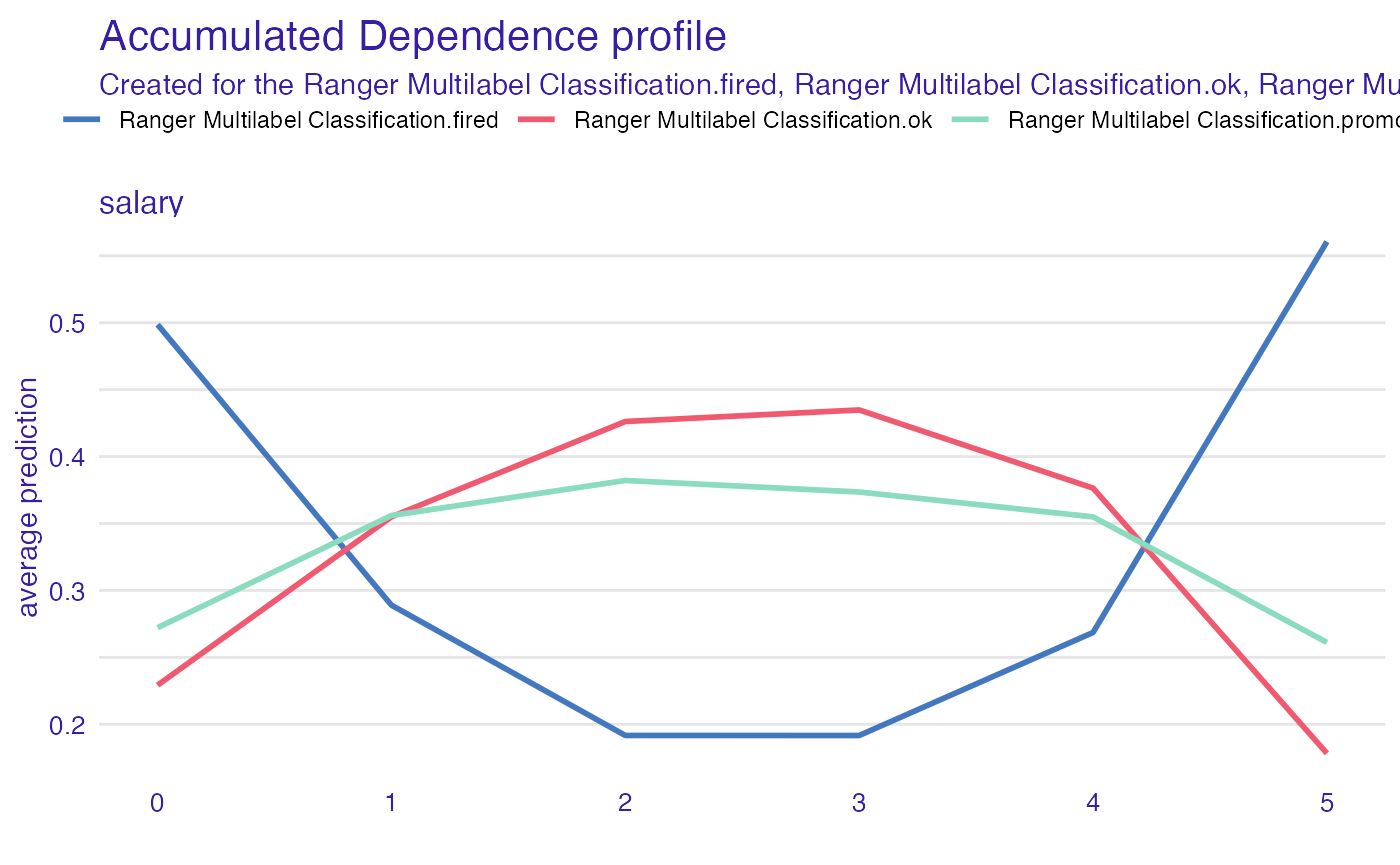 Accumulated Dependence profile
Created for the Ranger Multilabel Classification.fired, Ranger Multilabel Classification.ok, Ranger Mu
Ranger Multilabel Classification.fired Ranger Multilabel Classification.ok Ranger Multilabel Classification.promo
salary
average prediction
0.5
0.4
0.3
0.2
0 1 2 3 4 5